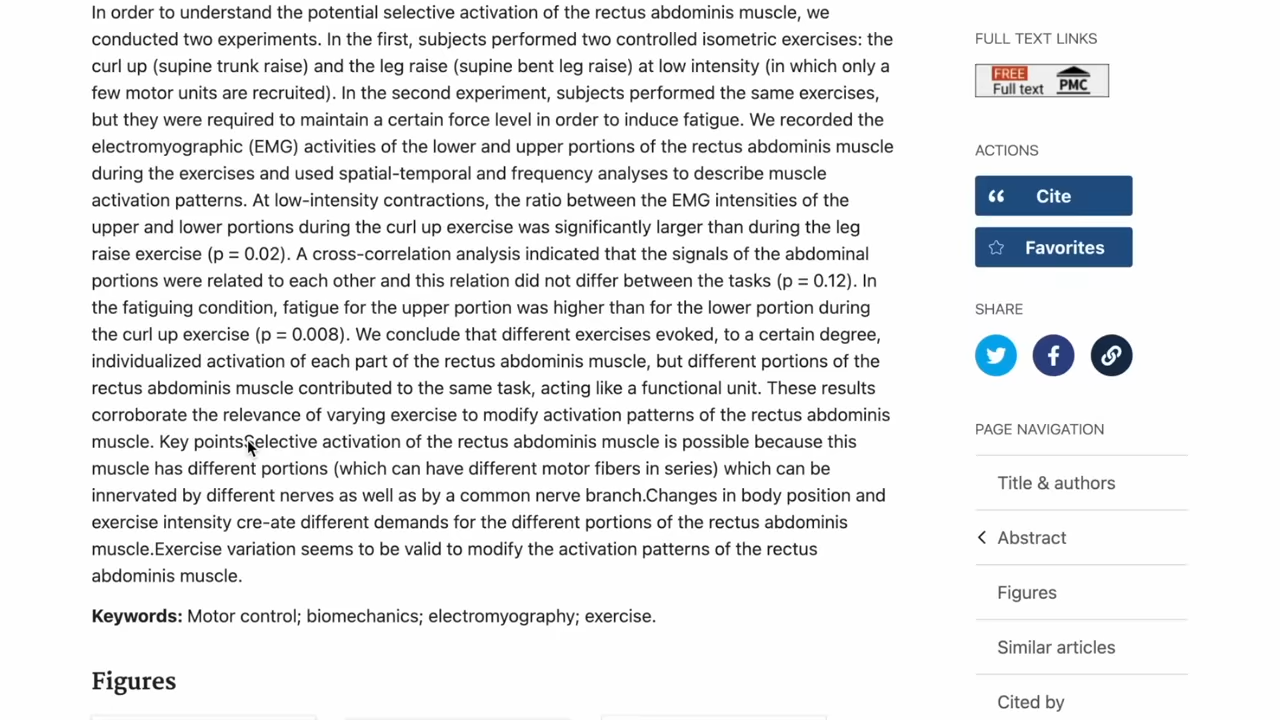 In order to understand the potential selective activation of the rectus abdominis muscle, we
conducted two experiments. In the first, subjects performed two controlled isometric exercises: the
curl up (supine trunk raise) and the leg raise (supine bent leg raise) at low intensity (in which only a
few motor units are recruited). In the second experiment, subjects performed the same exercises,
but they were required to maintain a certain force level in order to induce fatigue. We recorded the
electromyographic (EMG) activities of the lower and upper portions of the rectus abdominis muscle
during the exercises and used spatial-temporal and frequency analyses to describe muscle
activation patterns. At low-intensity contractions, the ratio between the EMG intensities of the
upper and lower portions during the curl up exercise was significantly larger than during the leg
raise exercise (p = 0.02). A cross-correlation analysis indicated that the signals of the abdominal
portions were related to each other and this relation did not differ between the tasks (p = 0.12). In
the fatiguing condition, fatigue for the upper portion was higher than for the lower portion during
the curl up exercise (p = 0.008). We conclude that different exercises evoked, to a certain degree,
individualized activation of each part of the rectus abdominis muscle, but different portions of the
rectus abdominis muscle contributed to the same task, acting like a functional unit. These results
corroborate the relevance of varying exercise to modify activation patterns of the rectus abdominis
muscle. Key pointsSelective activation of the rectus abdominis muscle is possible because this
muscle has different portions (which can have different motor fibers in series) which can be
innervated by different nerves as well as by a common nerve branch.Changes in body position and
exercise intensity cre-ate different demands for the different portions of the rectus abdominis
muscle.Exercise variation seems to be valid to modify the activation patterns of the rectus
abdominis muscle.
Keywords: Motor control; biomechanics; electromyography; exercise.
Figures
FULL TEXT LINKS
FREE
Full text PMC
ACTIONS
Cite
Favorites
SHARE
PAGE NAVIGATION
Title & authors
Abstract
Figures
Similar articles
Cited by